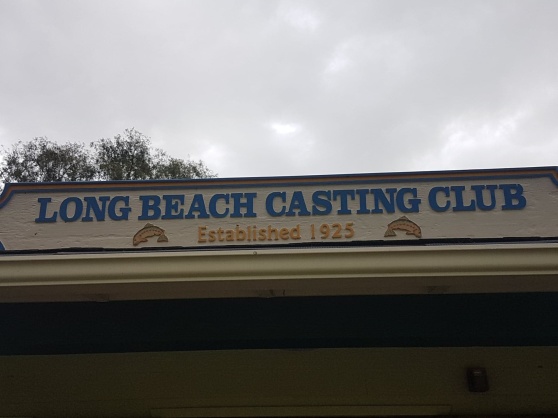 LONG BEACH CASTING CLUB
Established 1925